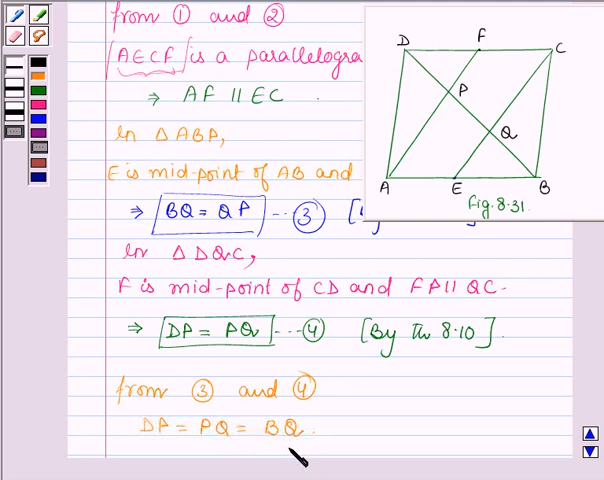 from ① and ②
AECF is a parallelogra
⇒ AF ∥ EC .
In △ ABP,
E is mid-point of AB and
⇒ BQ = QP --- ③ [
In △ DQC,
F is mid-point of CD and FP ∥ QC.
⇒ DP = PQ --- ④ [By Th 8.10].
from ③ and ④
DP = PQ = BQ.
D F C
P
Q
A E B
Fig. 8.31